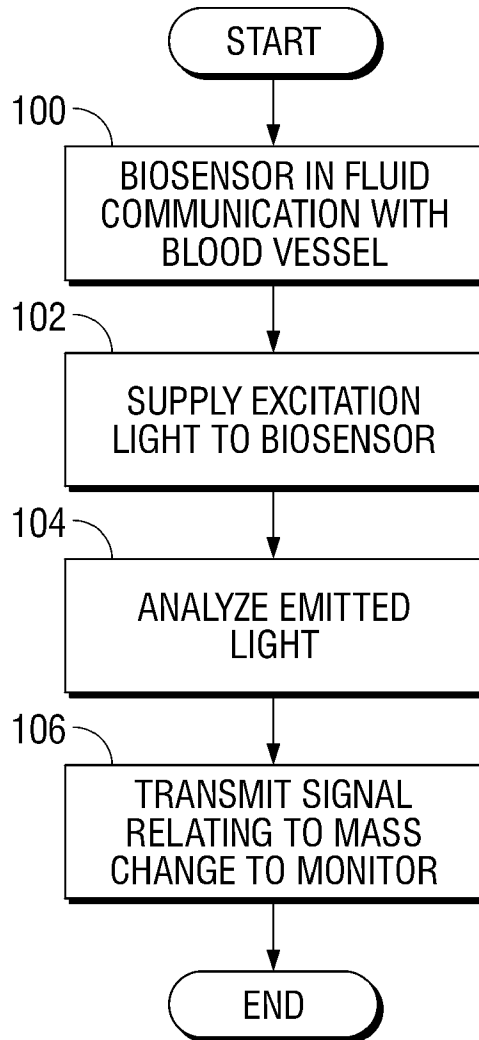 START
100
BIOSENSOR IN FLUID
COMMUNICATION WITH
BLOOD VESSEL
102
SUPPLY EXCITATION
LIGHT TO BIOSENSOR
104
ANALYZE EMITTED
LIGHT
106
TRANSMIT SIGNAL
RELATING TO MASS
CHANGE TO MONITOR
END